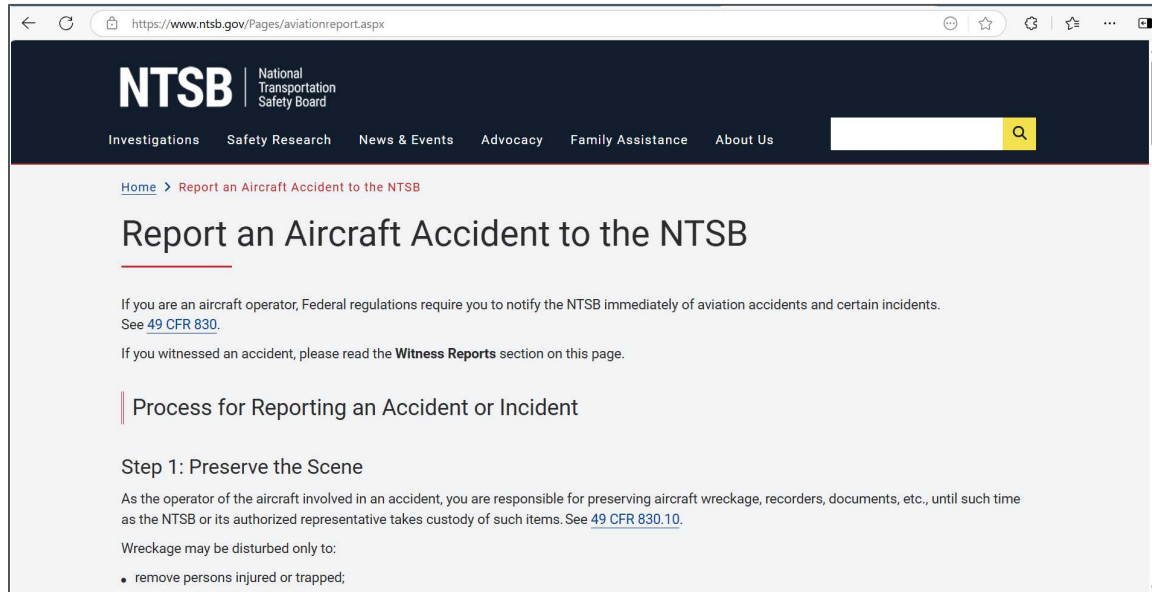 https://www.ntsb.gov/Pages/aviationreport.aspx
NTSB
National
Transportation
Safety Board
Investigations Safety Research News & Events Advocacy Family Assistance About Us
Home > Report an Aircraft Accident to the NTSB
Report an Aircraft Accident to the NTSB
If you are an aircraft operator, Federal regulations require you to notify the NTSB immediately of aviation accidents and certain incidents.
See 49 CFR 830.
If you witnessed an accident, please read the Witness Reports section on this page.
Process for Reporting an Accident or Incident
Step 1: Preserve the Scene
As the operator of the aircraft involved in an accident, you are responsible for preserving aircraft wreckage, recorders, documents, etc., until such time
as the NTSB or its authorized representative takes custody of such items. See 49 CFR 830.10.
Wreckage may be disturbed only to:
• remove persons injured or trapped;